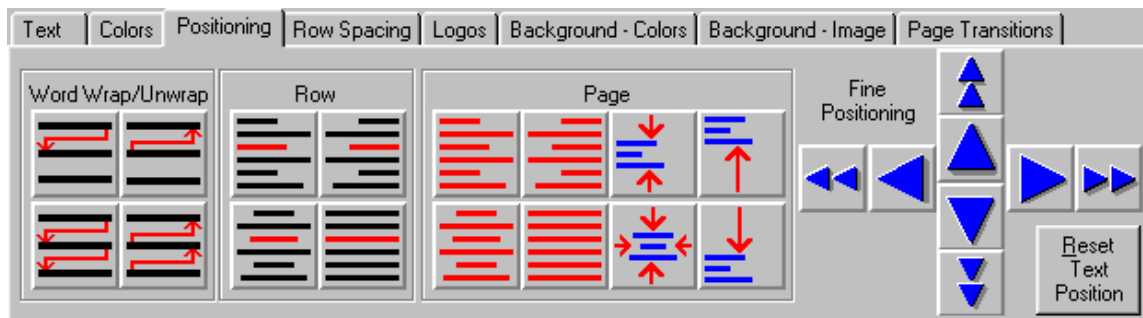 Text Colors Positioning Row Spacing Logos Background - Colors Background - Image Page Transitions
Word Wrap/Unwrap
Row
Page
Fine
Positioning
Reset
Text
Position